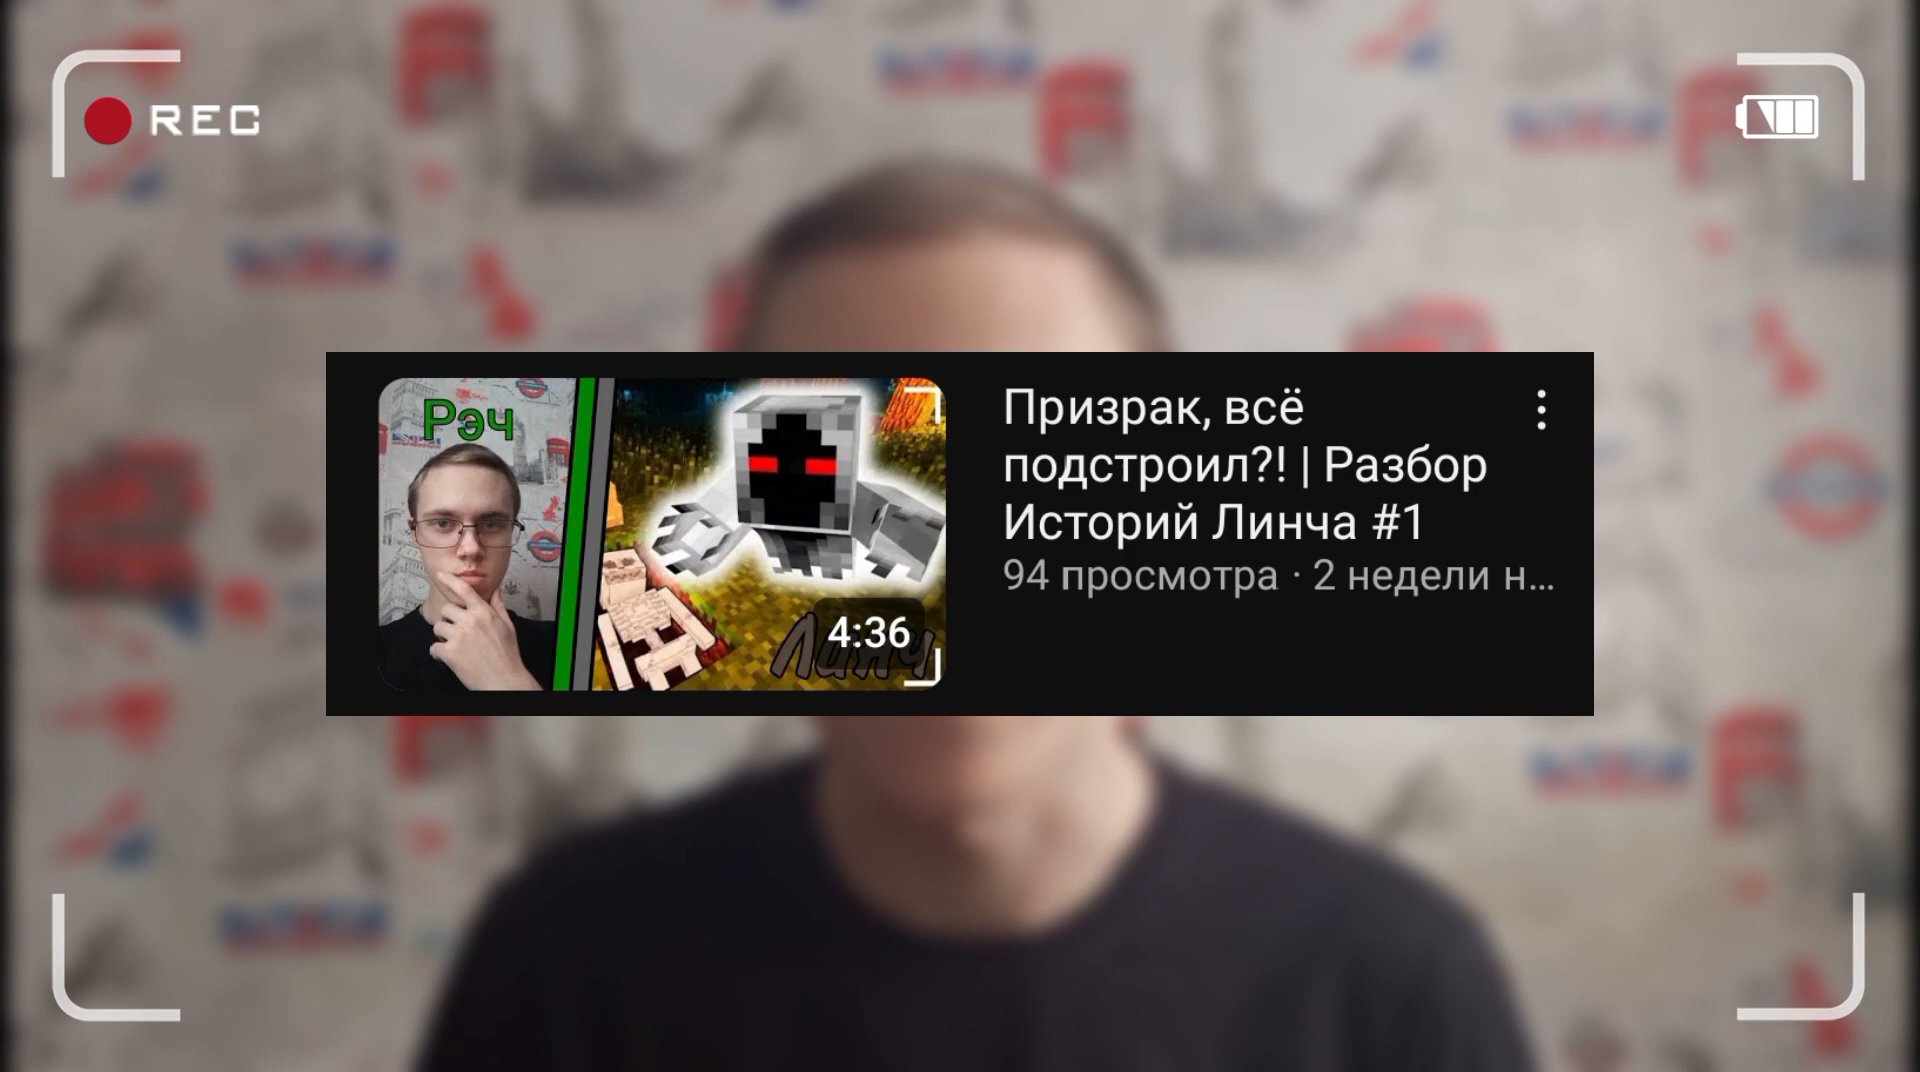 REC
Рэч
Линч
4:36
Призрак, всё
подстроил?! | Разбор
Историй Линча #1
94 просмотра · 2 недели н...